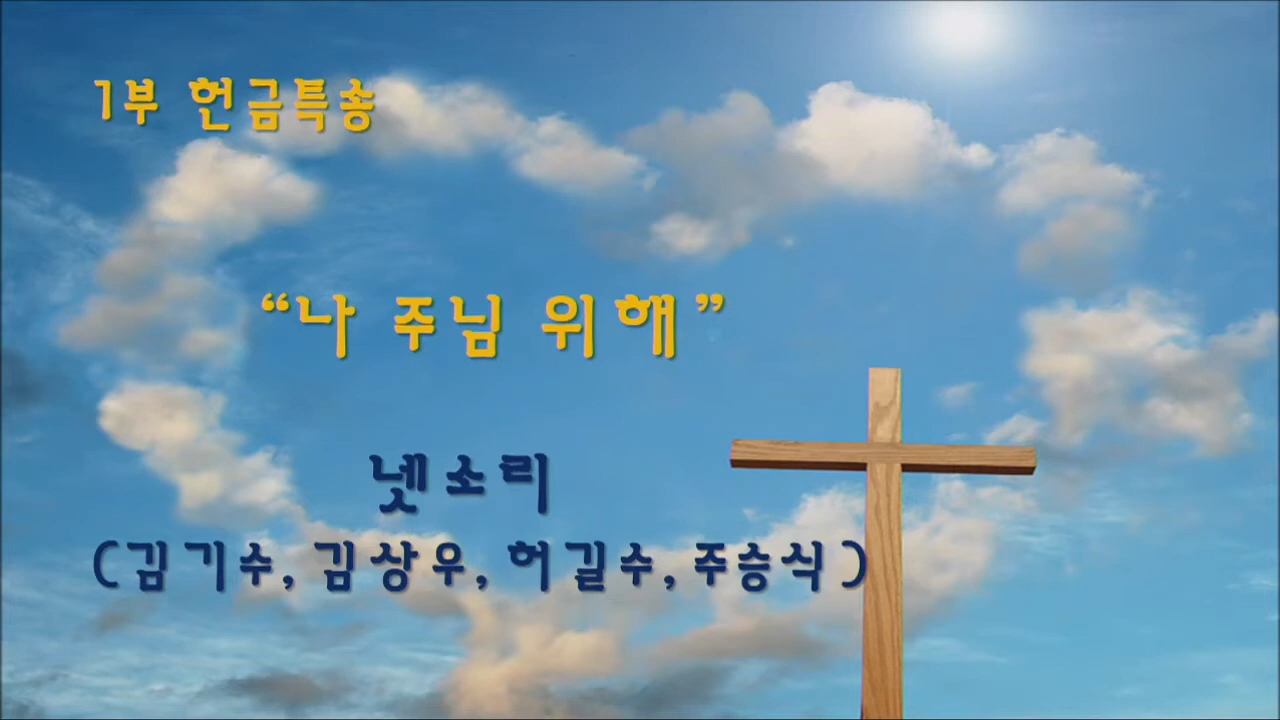 1부 헌금특송
“나 주님 위해”
넷소리
(김기수, 김상우, 허길수, 주승식)